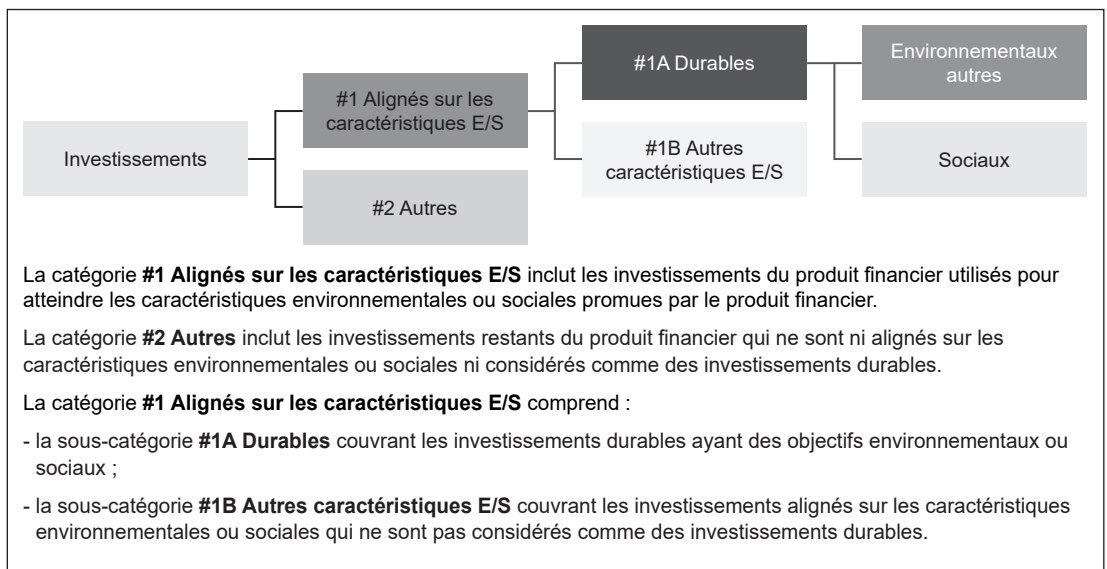 Investissements
#1 Alignés sur les
caractéristiques E/S
#2 Autres
#1A Durables
#1B Autres
caractéristiques E/S
Environnementaux
autres
Sociaux
La catégorie #1 Alignés sur les caractéristiques E/S inclut les investissements du produit financier utilisés pour
atteindre les caractéristiques environnementales ou sociales promues par le produit financier.
La catégorie #2 Autres inclut les investissements restants du produit financier qui ne sont ni alignés sur les
caractéristiques environnementales ou sociales ni considérés comme des investissements durables.
La catégorie #1 Alignés sur les caractéristiques E/S comprend :
- la sous-catégorie #1A Durables couvrant les investissements durables ayant des objectifs environnementaux ou
sociaux ;
- la sous-catégorie #1B Autres caractéristiques E/S couvrant les investissements alignés sur les caractéristiques
environnementales ou sociales qui ne sont pas considérés comme des investissements durables.